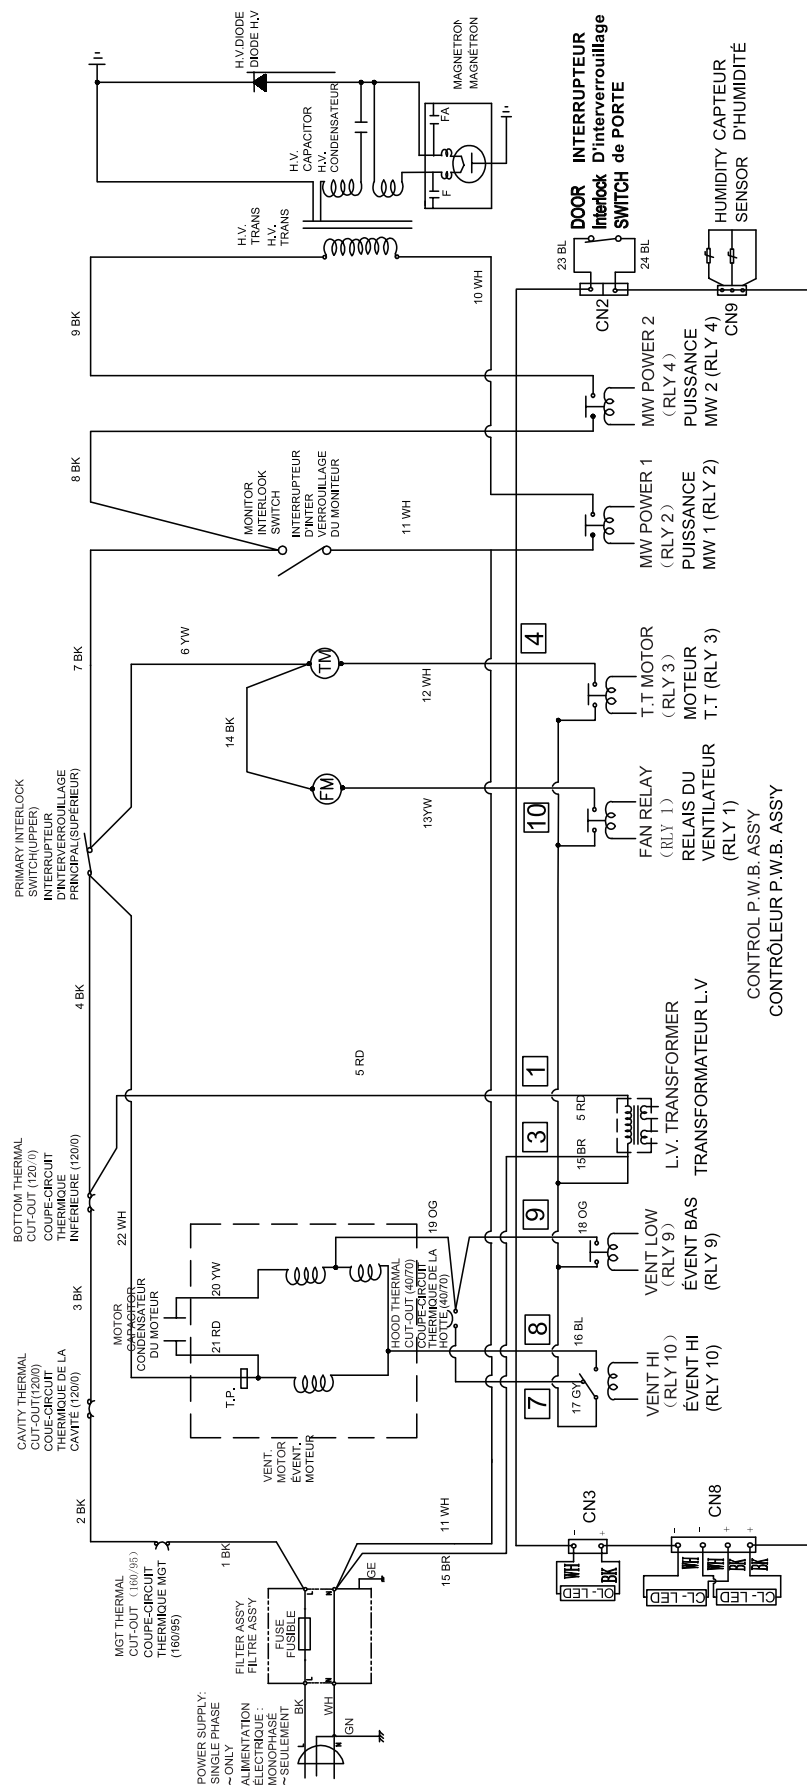 POWER SUPPLY:
SINGLE PHASE
~ ONLY
ALIMENTATION
ÉLECTRIQUE :
MONOPHASÉ
~ SEULEMENT
L
N
BK
WH
GN
FILTER ASS'Y
FILTRE ASS'Y
FUSE
FUSIBLE
L
N
L
N
GE
1 BK
MGT THERMAL
CUT-OUT (160/95)
COUPE-CIRCUIT
THERMIQUE MGT
(160/95)
2 BK
15 BR
11 WH
CAVITY THERMAL
CUT-OUT(120/0)
COUE-CIRCUIT
THERMIQUE DE LA
CAVITÉ (120/0)
3 BK
BOTTOM THERMAL
CUT-OUT (120/0)
COUPE-CIRCUIT
THERMIQUE
INFÉRIEURE (120/0)
4 BK
PRIMARY INTERLOCK
SWITCH(UPPER)
INTERRUPTEUR
D'INTERVERROUILLAGE
PRINCIPAL(SUPÉRIEUR)
7 BK
8 BK
9 BK
VENT.
MOTOR
ÉVENT.
MOTEUR
T.P.
MOTOR
CAPACITOR
CONDENSATEUR
DU MOTEUR
21 RD
20 YW
22 WH
HOOD THERMAL
CUT-OUT (40/70)
COUPE-CIRCUIT
THERMIQUE DE LA
HOTTE (40/70)
19 OG
5 RD
14 BK
6 YW
FM
TM
13YW
12 WH
MONITOR
INTERLOOK
SWITCH
INTERRUPTEUR
D'INTER
VERROUILLAGE
DU MONITEUR
11 WH
10 WH
H.V.
TRANS
H.V.
TRANS
H.V.
CAPACITOR
H.V.
CONDENSATEUR
H.V.DIODE
DIODE H.V
MAGNETRON
MAGNÉTRON
F
FA
7
8
9
3
1
10
4
17 GY
16 BL
18 OG
15BR
5 RD
CN3
WH
BK
CL-LED
CN8
WH
WH
BK
BK
CL-LED
CL-LED
VENT HI
(RLY 10)
ÉVENT HI
(RLY 10)
VENT LOW
(RLY 9)
ÉVENT BAS
(RLY 9)
L.V. TRANSFORMER
TRANSFORMATEUR L.V
CONTROL P.W.B. ASS'Y
CONTRÔLEUR P.W.B. ASS'Y
FAN RELAY
(RLY 1)
RELAIS DU
VENTILATEUR
(RLY 1)
T.T MOTOR
(RLY 3)
MOTEUR
T.T (RLY 3)
MW POWER 1
(RLY 2)
PUISSANCE
MW 1 (RLY 2)
MW POWER 2
(RLY 4)
PUISSANCE
MW 2 (RLY 4)
CN2
23 BL
24 BL
DOOR INTERRUPTEUR
Interlock D'interverrouillage
SWITCH de PORTE
CN9
HUMIDITY CAPTEUR
SENSOR D'HUMIDITÉ